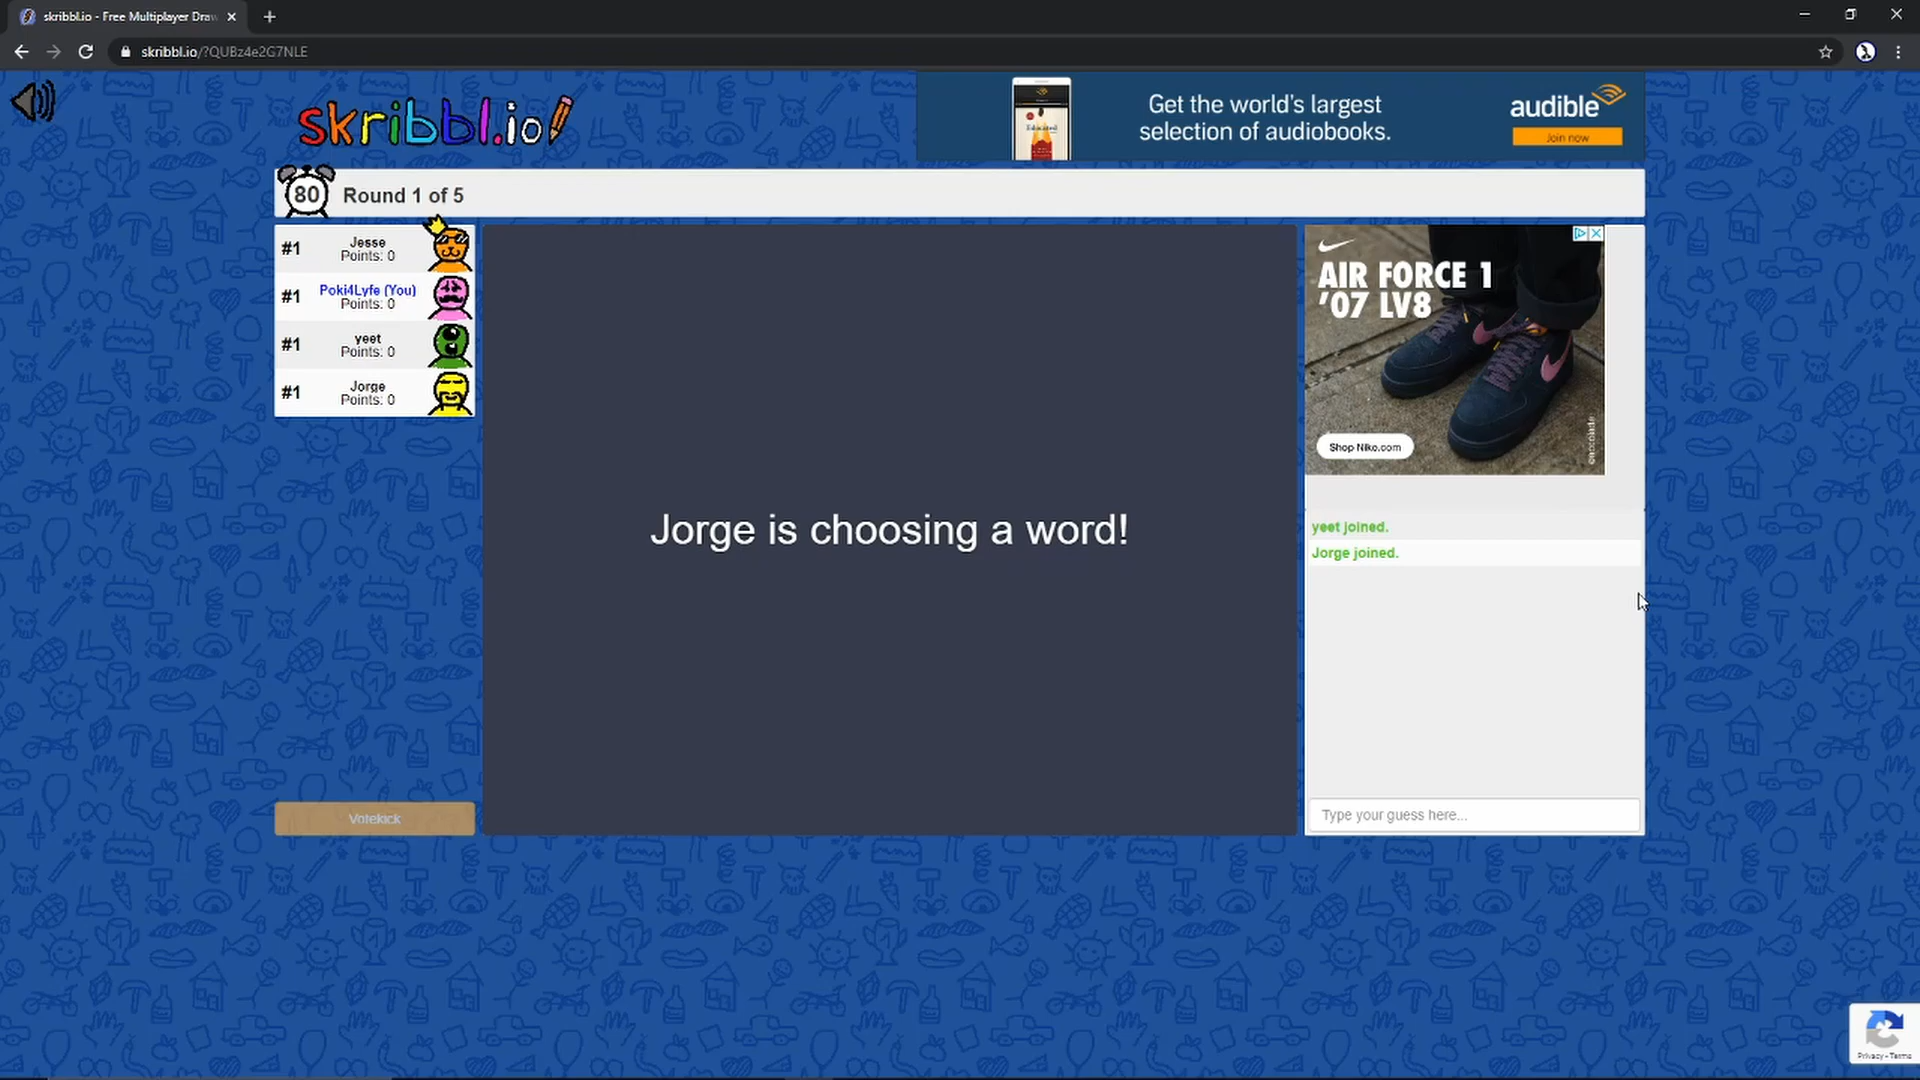 skribbl.io - Free Multiplayer Draw
skribbl.io/?QUBz4e2G7NLE
skribbl.io
Get the world's largest
selection of audiobooks.
audible
Join now
Educated
80
Round 1 of 5
#1
Jesse
Points: 0
#1
Poki4Lyfe (You)
Points: 0
#1
yeet
Points: 0
#1
Jorge
Points: 0
Votekick
Jorge is choosing a word!
AIR FORCE 1
'07 LV8
Shop Nike.com
yeet joined.
Jorge joined.
Type your guess here...
Privacy - Terms